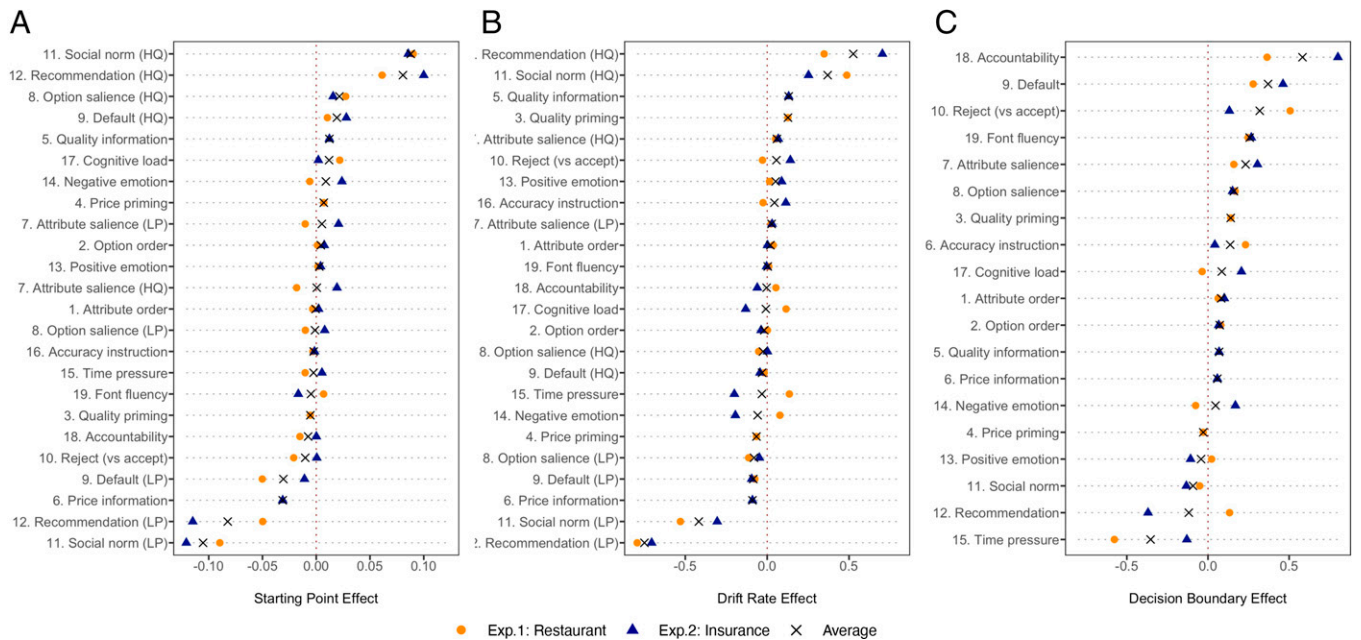 A
11. Social norm (HQ)
12. Recommendation (HQ)
8. Option salience (HQ)
9. Default (HQ)
5. Quality information
17. Cognitive load
14. Negative emotion
4. Price priming
7. Attribute salience (LP)
2. Option order
13. Positive emotion
7. Attribute salience (HQ)
1. Attribute order
8. Option salience (LP)
16. Accuracy instruction
15. Time pressure
19. Font fluency
3. Quality priming
18. Accountability
10. Reject (vs accept)
9. Default (LP)
6. Price information
12. Recommendation (LP)
11. Social norm (LP)
-0.10 -0.05 0.00 0.05 0.10
Starting Point Effect
B
. Recommendation (HQ)
11. Social norm (HQ)
5. Quality information
3. Quality priming
. Attribute salience (HQ)
10. Reject (vs accept)
13. Positive emotion
16. Accuracy instruction
7. Attribute salience (LP)
1. Attribute order
19. Font fluency
18. Accountability
17. Cognitive load
2. Option order
8. Option salience (HQ)
9. Default (HQ)
15. Time pressure
14. Negative emotion
4. Price priming
8. Option salience (LP)
9. Default (LP)
6. Price information
11. Social norm (LP)
2. Recommendation (LP)
-0.5 0.0 0.5
Drift Rate Effect
C
18. Accountability
9. Default
10. Reject (vs accept)
19. Font fluency
7. Attribute salience
8. Option salience
3. Quality priming
6. Accuracy instruction
17. Cognitive load
1. Attribute order
2. Option order
5. Quality information
6. Price information
14. Negative emotion
4. Price priming
13. Positive emotion
11. Social norm
12. Recommendation
15. Time pressure
-0.5 0.0 0.5
Decision Boundary Effect
Exp.1: Restaurant Exp.2: Insurance Average